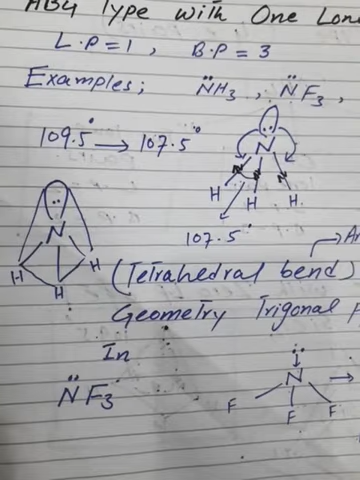 AB4 Type with One Lone
L.P=1, B.P=3
Examples; N̈H3, N̈F3,
109.5° → 107.5°
N
H H H
107.5°
N
H H H
(Tetrahedral bend)
Geometry Trigonal
In
N̈F3
N →
F F F